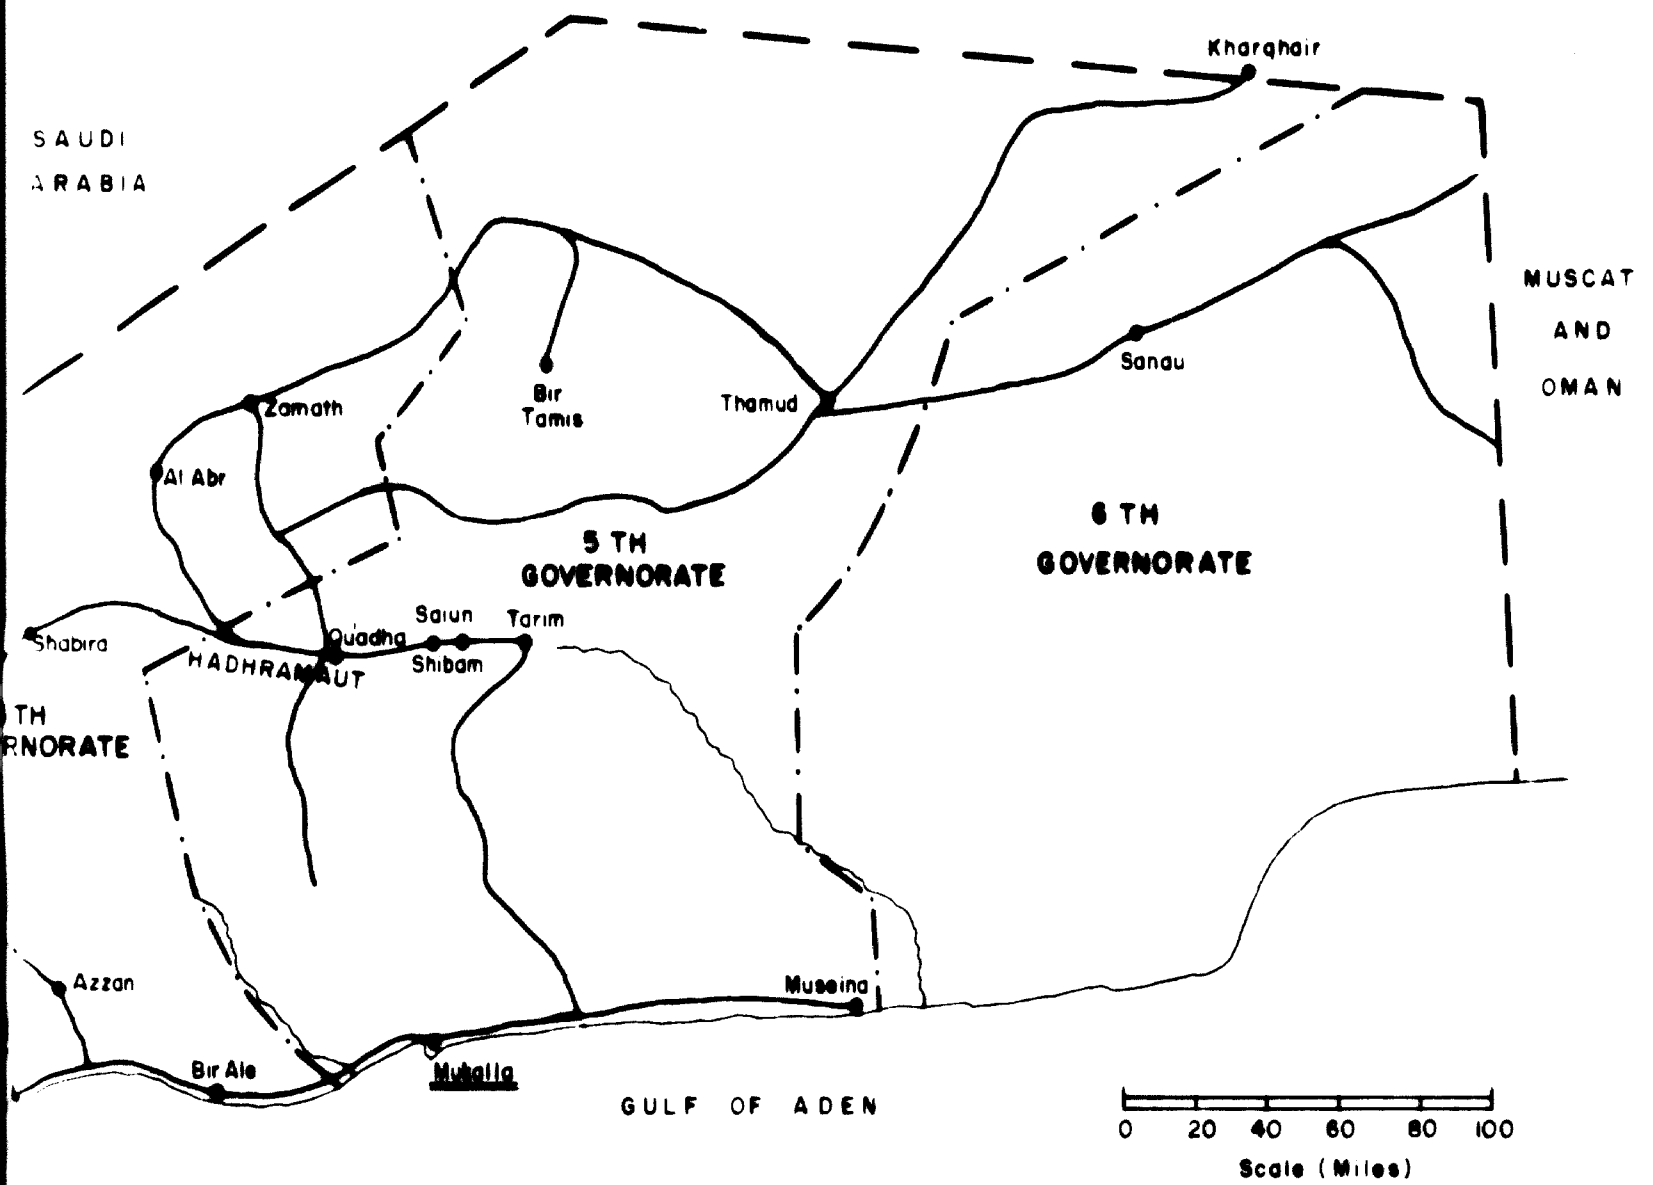 Kharghair
SAUDI
ARABIA
MUSCAT
AND
OMAN
Sanau
Bir
Tamis
Thamud
Zamath
Al Abr
6 TH
GOVERNORATE
5 TH
GOVERNORATE
Saiun
Tarim
Quadha
Shabira
Shibam
HADHRAMAUT
TH
RNORATE
Azzan
Museina
Bir Ale
Mukalla
GULF OF ADEN
0 20 40 60 80 100
Scale (Miles)